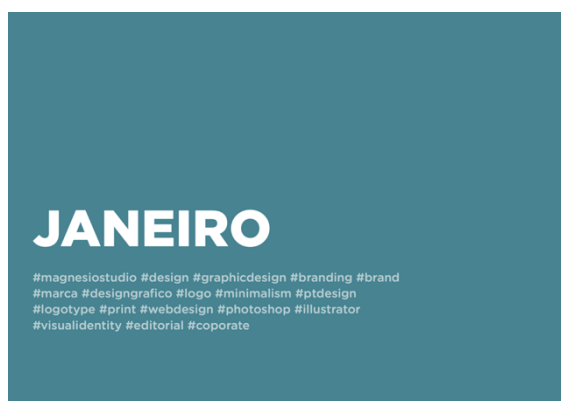 JANEIRO
#magnesiostudio #design #graphicdesign #branding #brand
#marca #designgrafico #logo #minimalism #ptdesign
#logotype #print #webdesign #photoshop #illustrator
#visualidentity #editorial #coporate